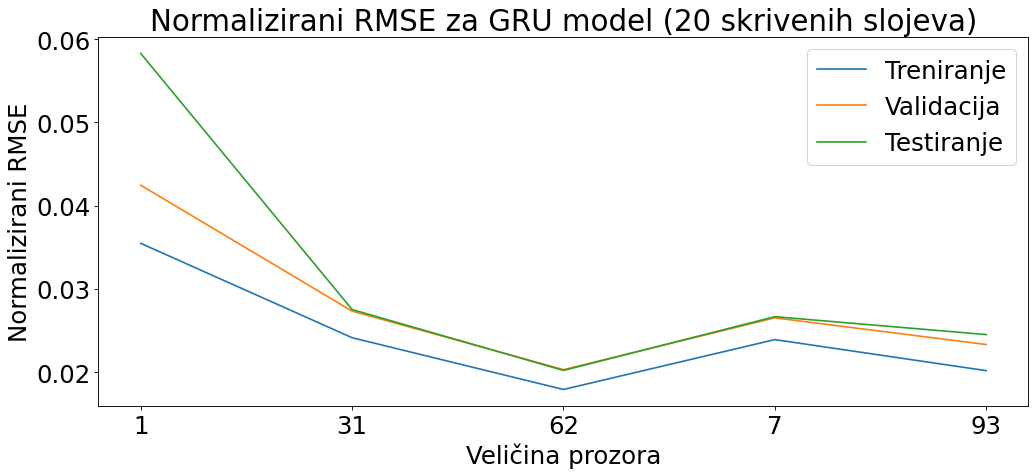 Normalizirani RMSE za GRU model (20 skrivenih slojeva)
Normalizirani RMSE
0.06
0.05
0.04
0.03
0.02
Treniranje
Validacija
Testiranje
1 31 62 7 93
Veličina prozora